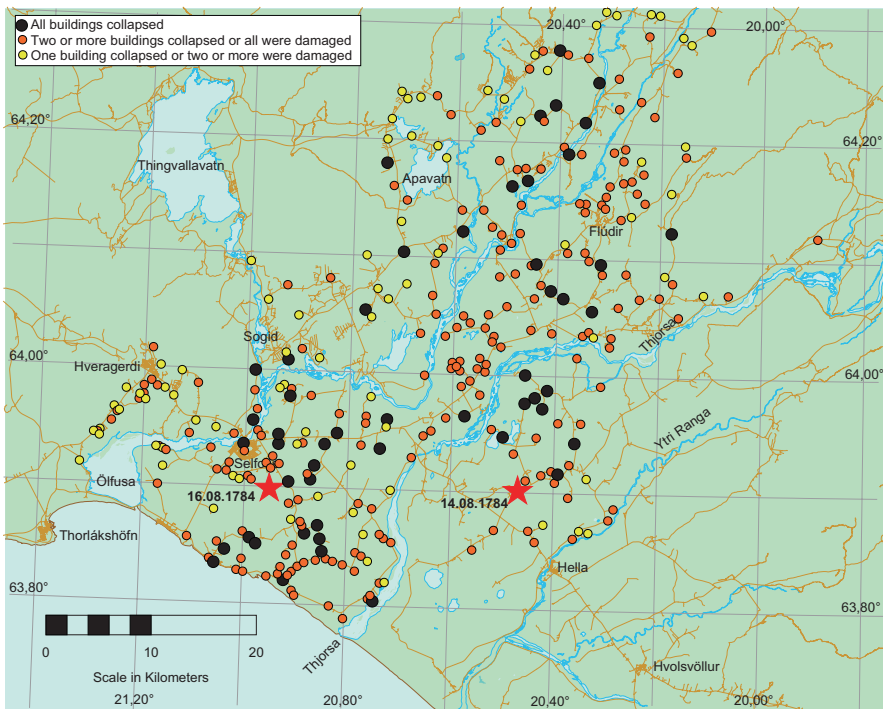 All buildings collapsed
Two or more buildings collapsed or all were damaged
One building collapsed or two or more were damaged
20,40°
20,00°
64,20°
64,20°
Thingvallavatn
Apavatn
Fludir
Sogid
Thjorsa
64,00°
Hveragerdi
64,00°
Ytri Ranga
Selfo
Ölfusa
16.08.1784
14.08.1784
Thorlákshöfn
Hella
63,80°
63,80°
0
10
20
Scale in Kilometers
Thjorsa
Hvolsvöllur
21,20°
20,80°
20,40°
20,00°